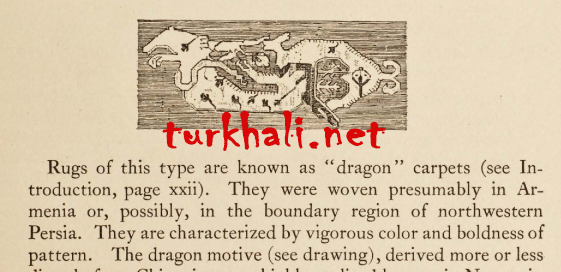 turkhali.net
Rugs of this type are known as "dragon" carpets (see In-
troduction, page xxii). They were woven presumably in Ar-
menia or, possibly, in the boundary region of northwestern
Persia. They are characterized by vigorous color and boldness of
pattern. The dragon motive (see drawing), derived more or less